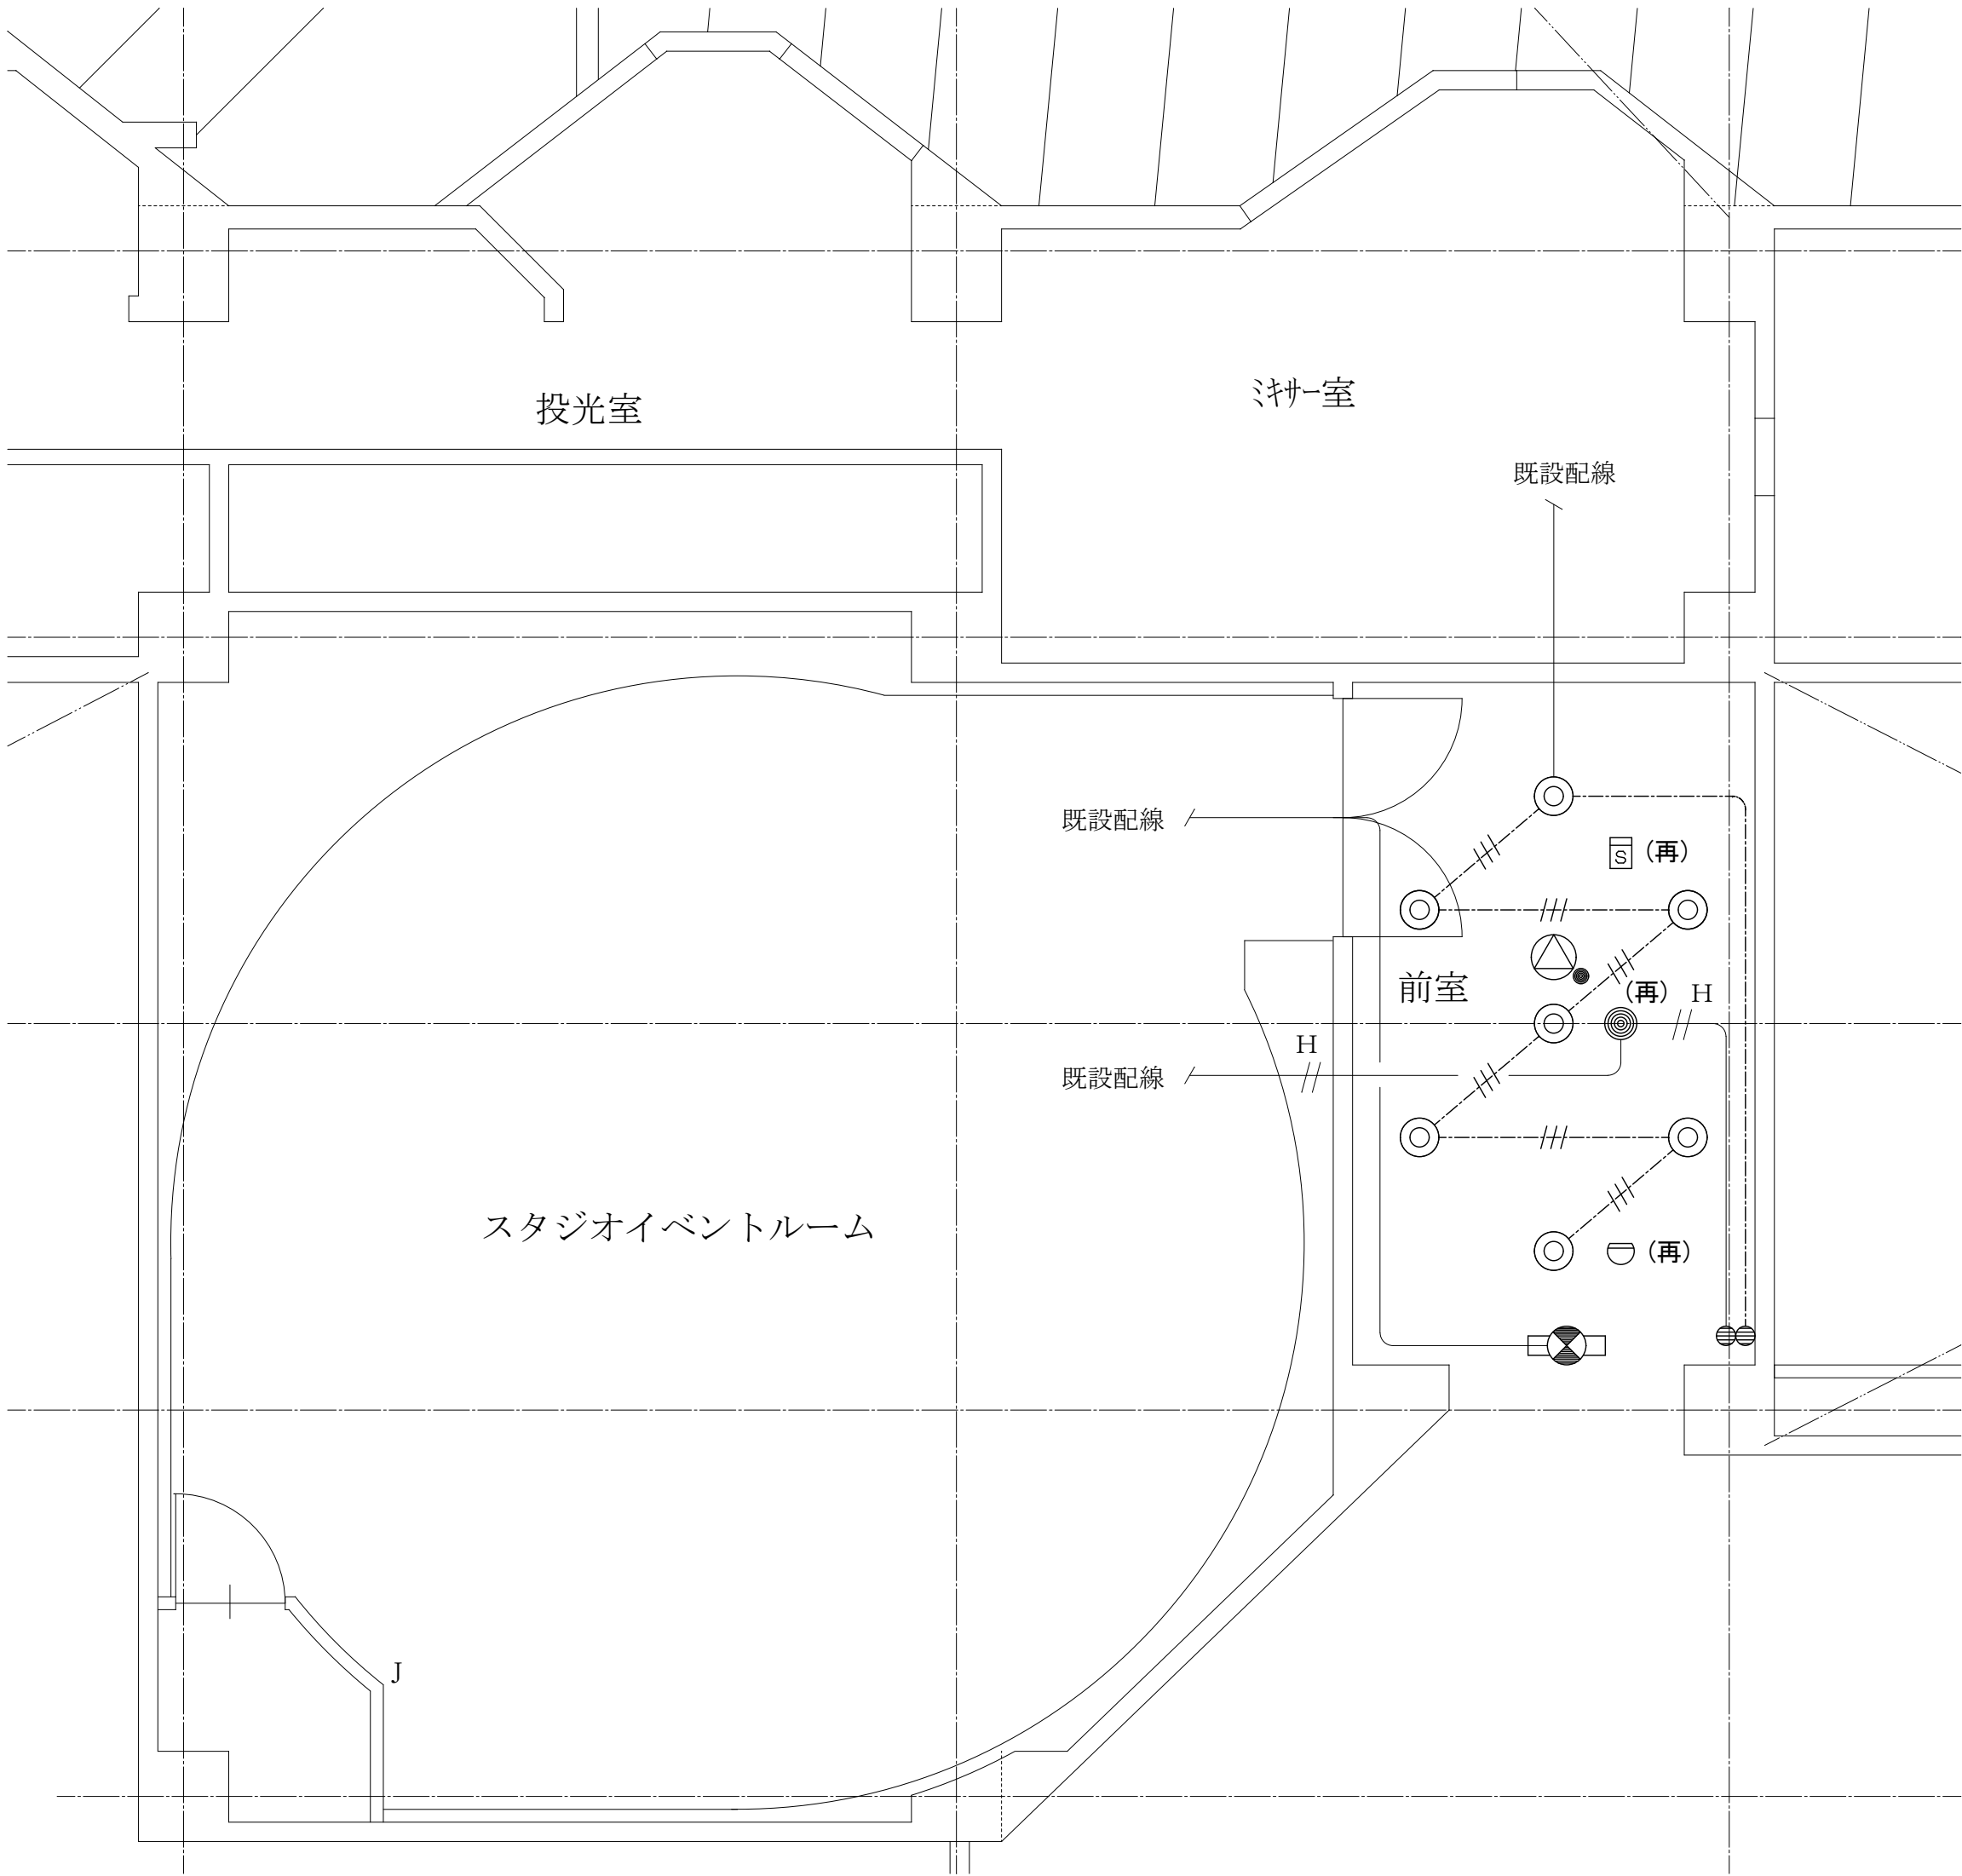 ミキサー室
投光室
既設配線
既設配線
S (再)
前室
(再) H
H
既設配線
スタジオイベントルーム
(再)
J